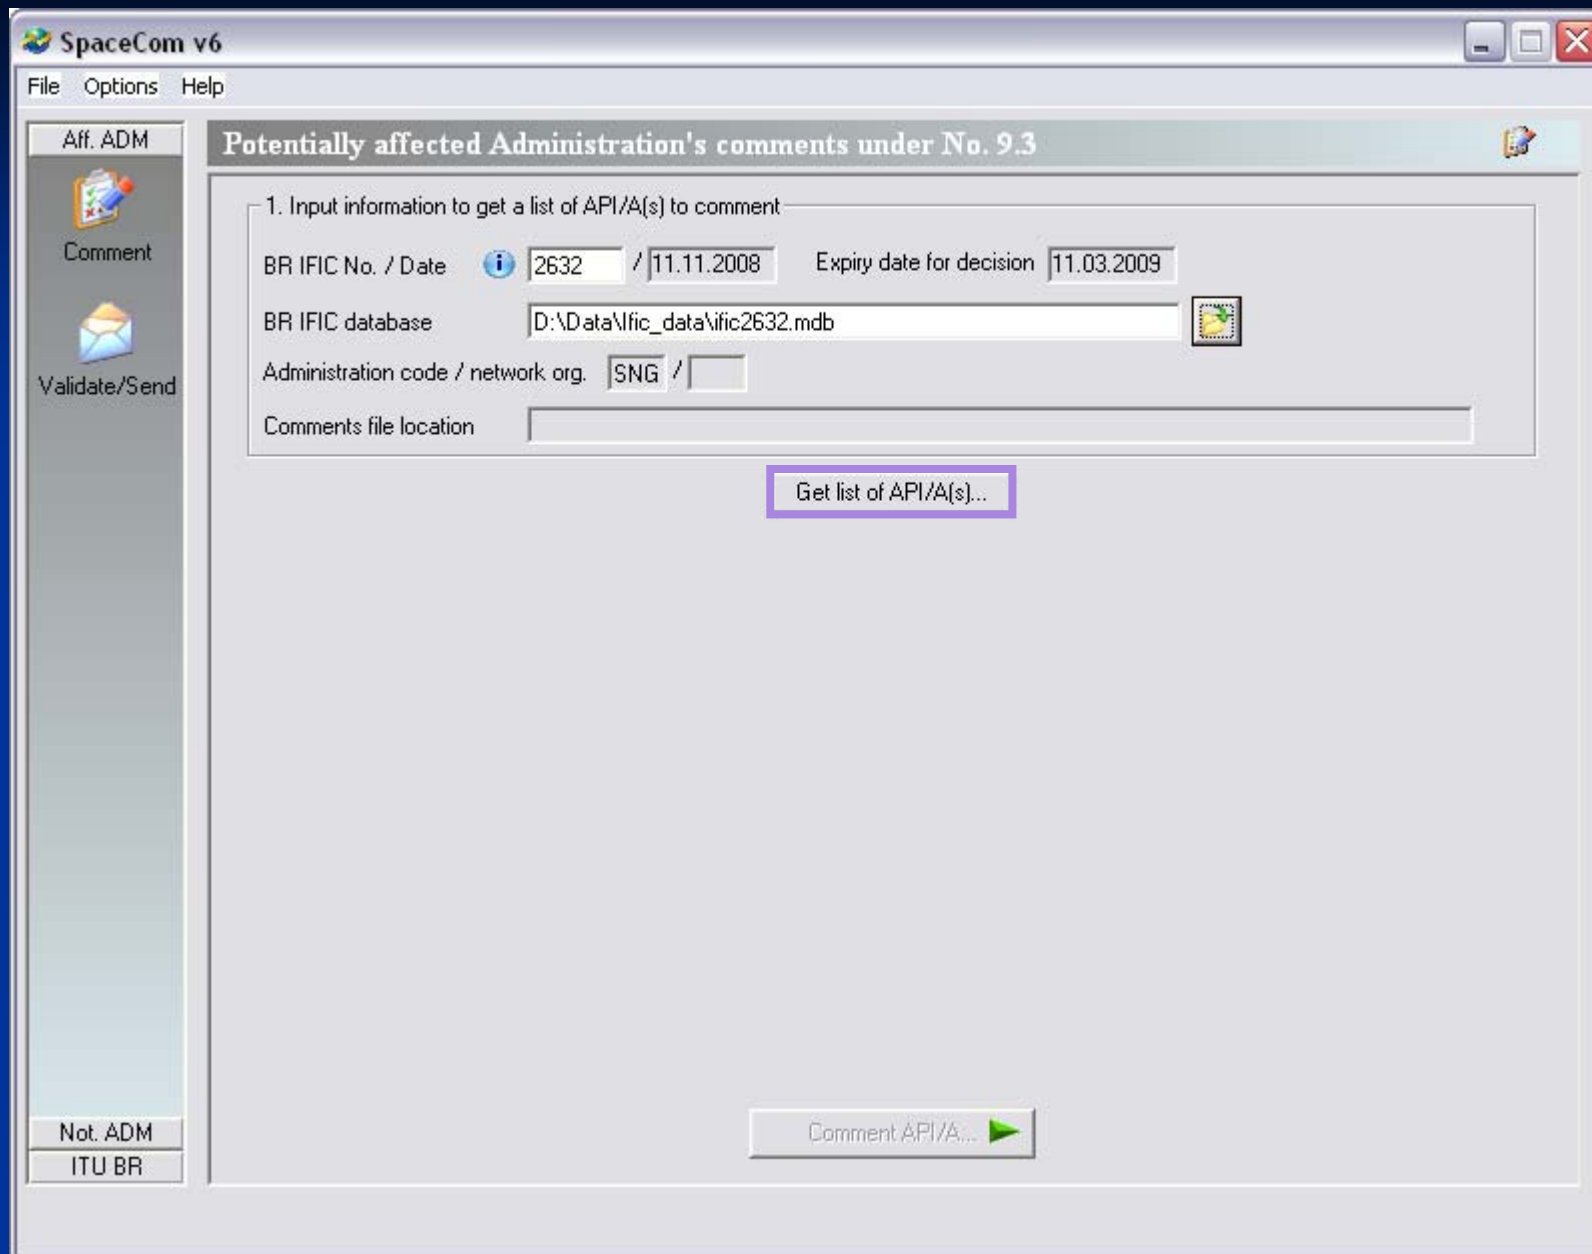 SpaceCom v6
File Options Help
Aff. ADM
Comment
Validate/Send
Not. ADM
ITU BR
Potentially affected Administration's comments under No. 9.3
1. Input information to get a list of API/A(s) to comment
BR IFIC No. / Date 2632 / 11.11.2008 Expiry date for decision 11.03.2009
BR IFIC database D:\Data\Ific_data\ific2632.mdb
Administration code / network org. SNG /
Comments file location
Get list of API/A(s)...
Comment API/A...